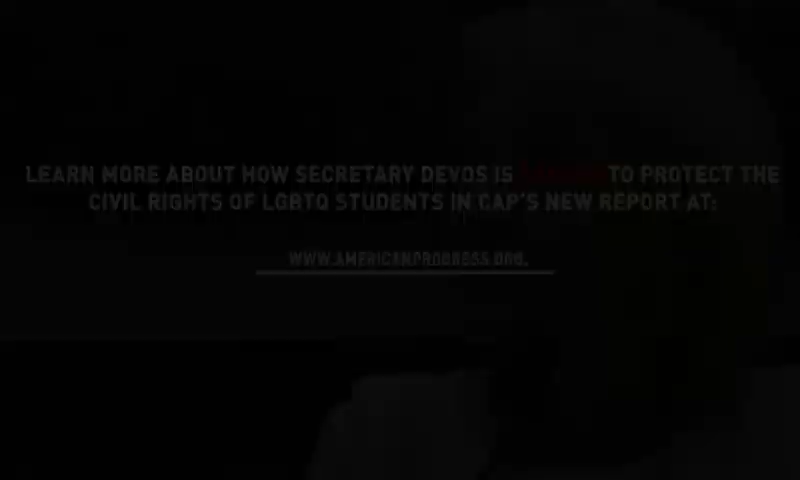 LEARN MORE ABOUT HOW SECRETARY DEVOS IS TO PROTECT THE
CIVIL RIGHTS OF LGBTQ STUDENTS IN CAP'S NEW REPORT AT:
WWW.AMERICANPROGRESS.ORG.